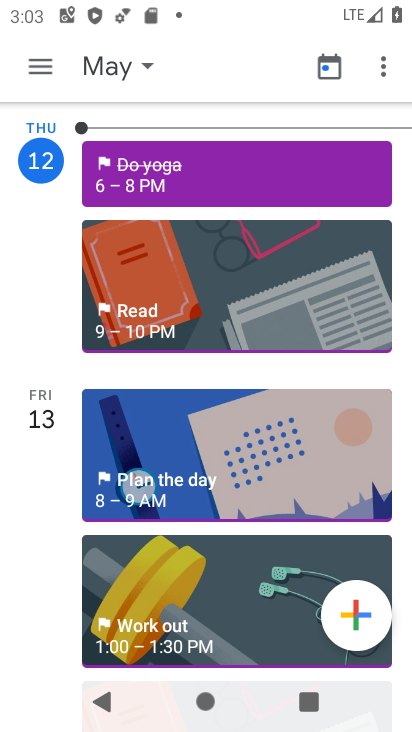 3:03
LTE
May
THU
12
Do yoga
6 – 8 PM
Read
9 – 10 PM
FRI
13
Plan the day
8 – 9 AM
Work out
1:00 – 1:30 PM